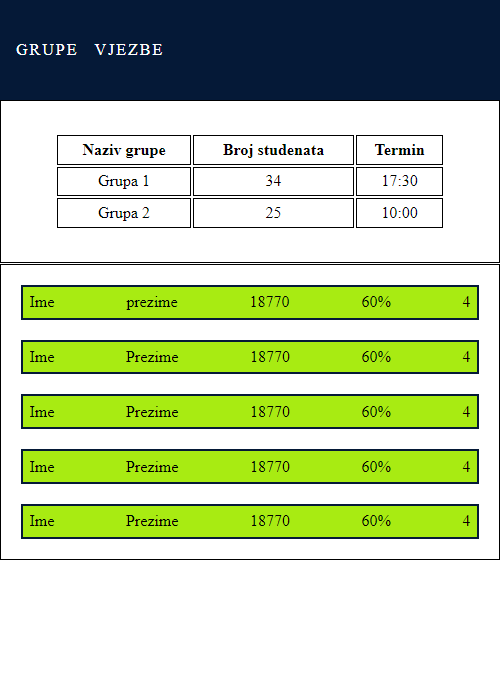 GRUPE VJEZBE
Naziv grupe Broj studenata Termin
Grupa 1 34 17:30
Grupa 2 25 10:00
Ime prezime 18770 60% 4
Ime Prezime 18770 60% 4
Ime Prezime 18770 60% 4
Ime Prezime 18770 60% 4
Ime Prezime 18770 60% 4